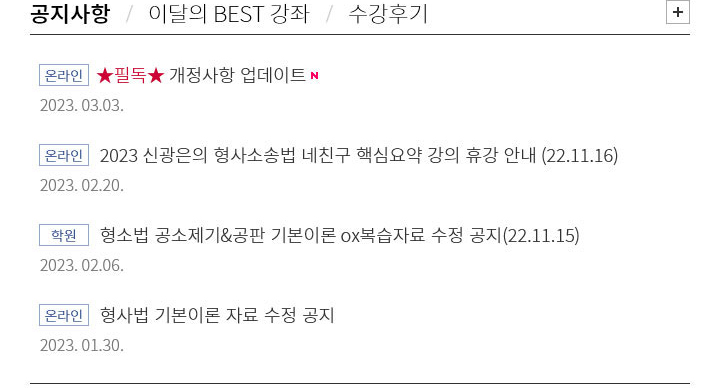 공지사항 / 이달의 BEST 강좌 / 수강후기 +
온라인 ★필독★ 개정사항 업데이트 N
2023. 03.03.
온라인 2023 신광은의 형사소송법 네친구 핵심요약 강의 휴강 안내 (22.11.16)
2023. 02.20.
학원 형소법 공소제기&공판 기본이론 ox복습자료 수정 공지(22.11.15)
2023. 02.06.
온라인 형사법 기본이론 자료 수정 공지
2023. 01.30.